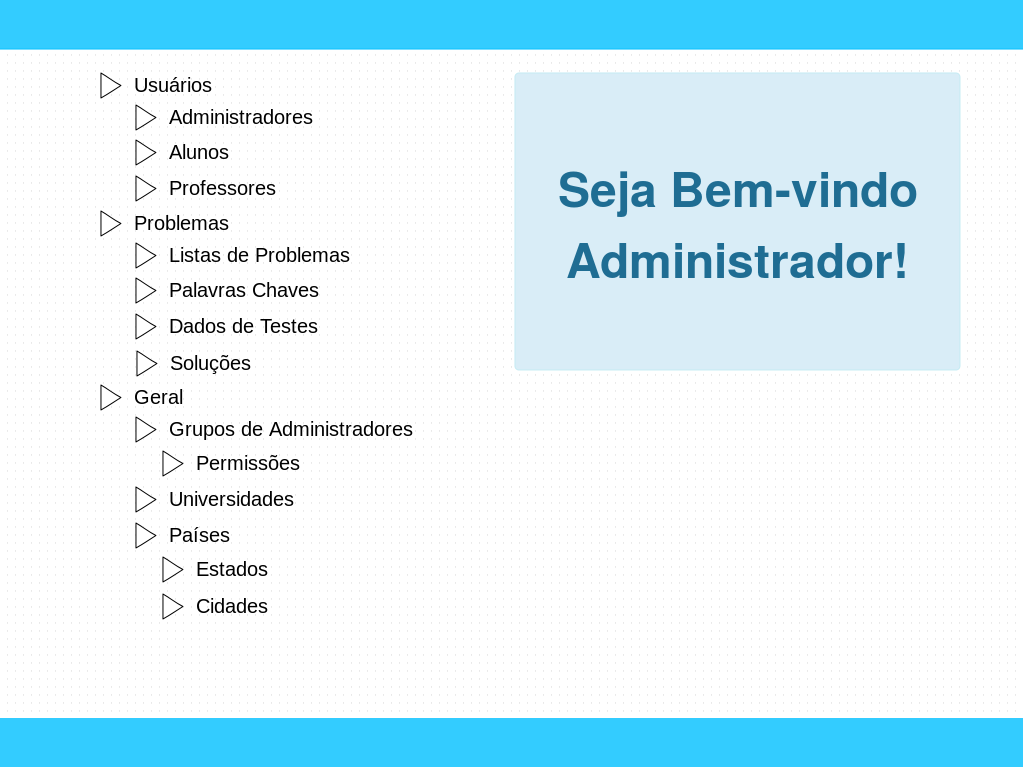 Usuários
Administradores
Alunos
Professores
Problemas
Listas de Problemas
Palavras Chaves
Dados de Testes
Soluções
Geral
Grupos de Administradores
Permissões
Universidades
Países
Estados
Cidades
Seja Bem-vindo
Administrador!